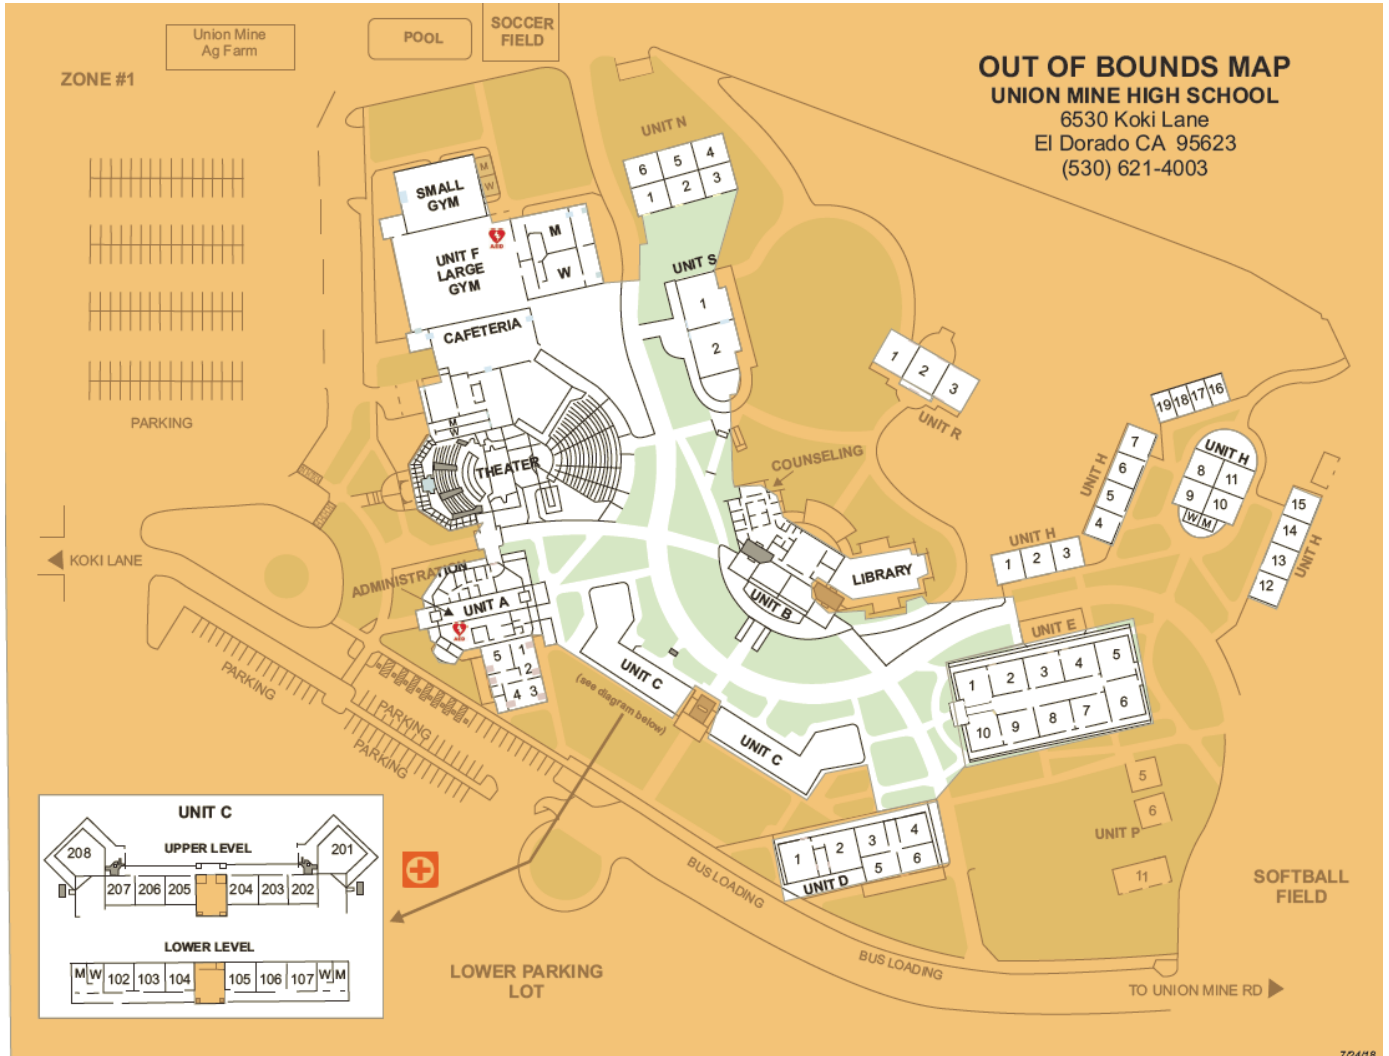 Union Mine
Ag Farm
POOL
SOCCER
FIELD
ZONE #1
OUT OF BOUNDS MAP
UNION MINE HIGH SCHOOL
6530 Koki Lane
El Dorado CA  95623
(530) 621-4003
UNIT N
6 5 4
1 2 3
M
W
SMALL
GYM
AED
UNIT F
LARGE
GYM
M
W
UNIT S
1
2
CAFETERIA
PARKING
1 2 3
UNIT R
M
W
THEATER
COUNSELING
19 18 17 16
7
6
5
4
UNIT H
UNIT H
8 11
9 10
W M
15
14
13
12
UNIT H
UNIT H
1 2 3
KOKI LANE
ADMINISTRATION
UNIT A
AED
5 1
2
4 3
LIBRARY
UNIT B
UNIT E
1 2 3 4 5
10 9 8 7 6
UNIT C
(see diagram below)
UNIT C
PARKING
PARKING
PARKING
5
6
UNIT P
11
1 2 3 4
5 6
UNIT D
BUS LOADING
BUS LOADING
SOFTBALL
FIELD
UNIT C
UPPER LEVEL
208 201
207 206 205 204 203 202
LOWER LEVEL
M W 102 103 104 105 106 107 W M
LOWER PARKING
LOT
TO UNION MINE RD
7/24/18